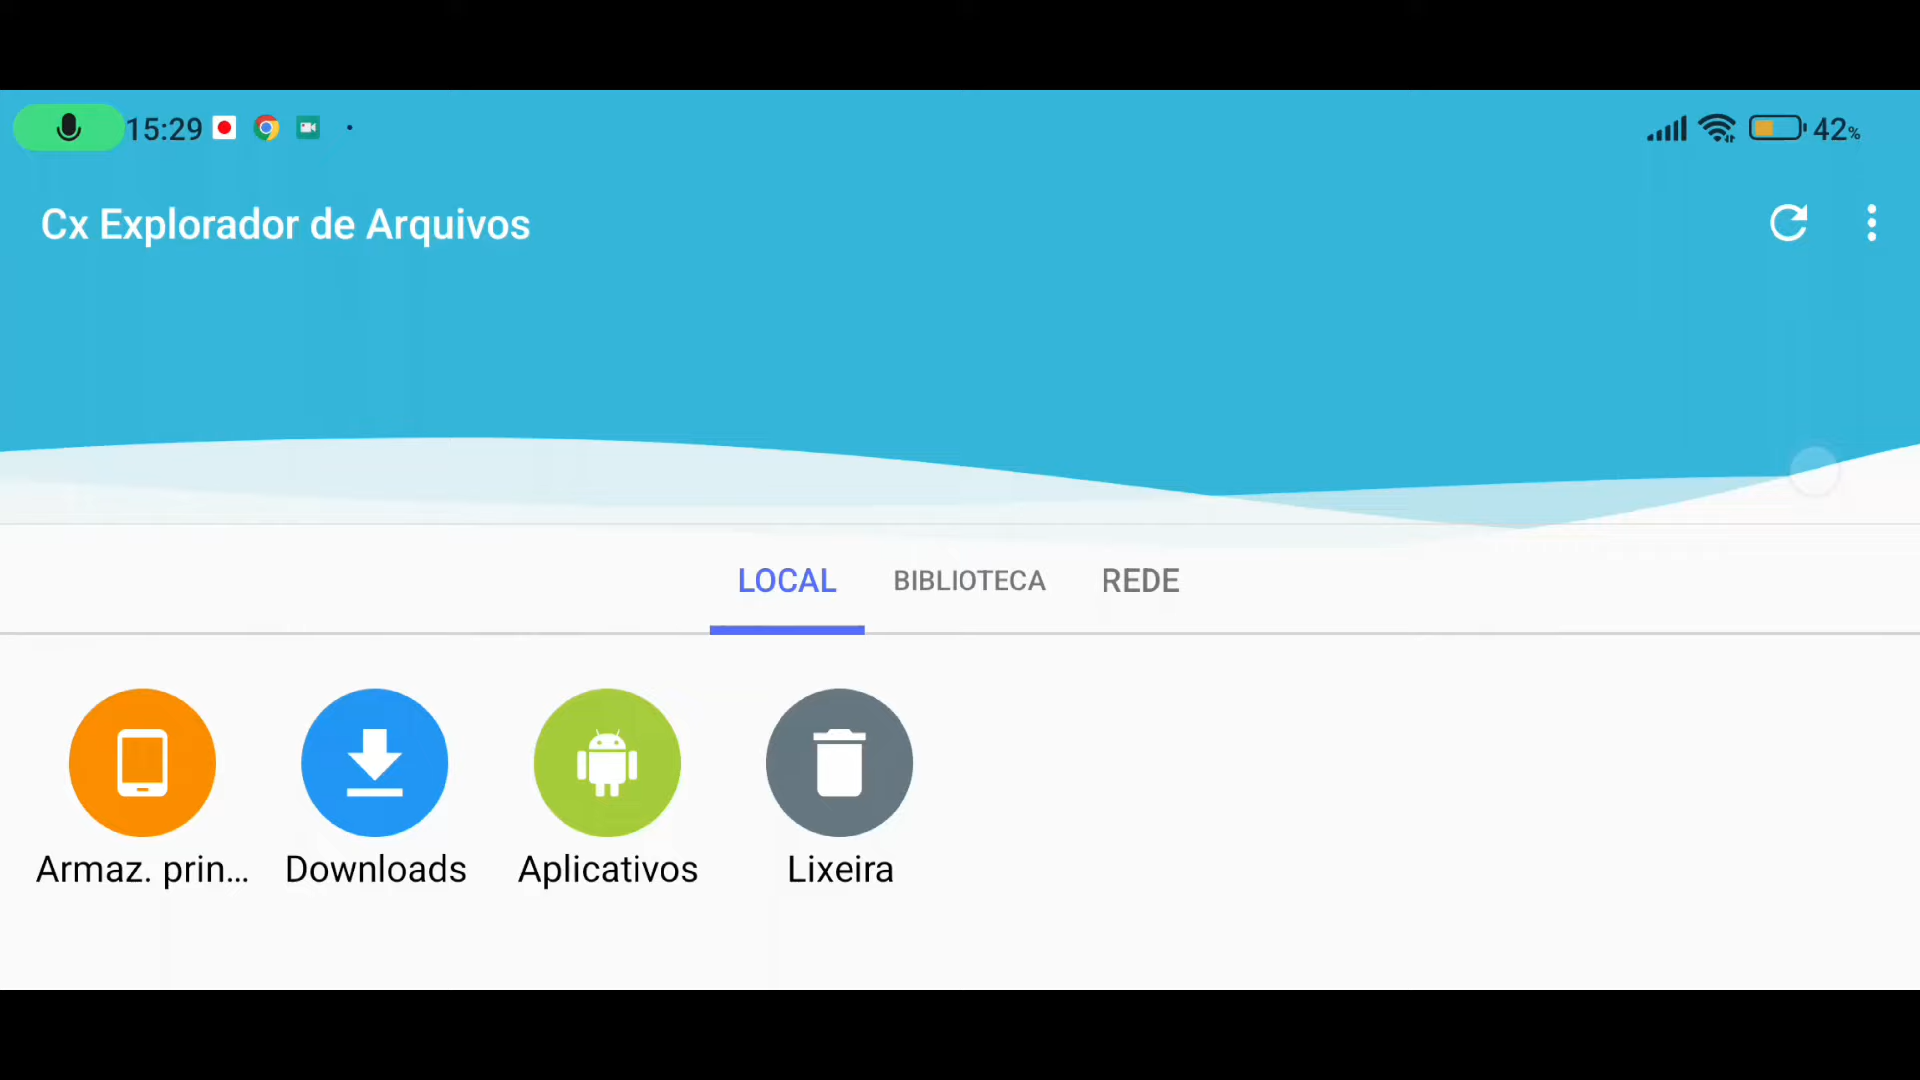 15:29
42%
Cx Explorador de Arquivos
LOCAL BIBLIOTECA REDE
Armaz. prin... Downloads Aplicativos Lixeira